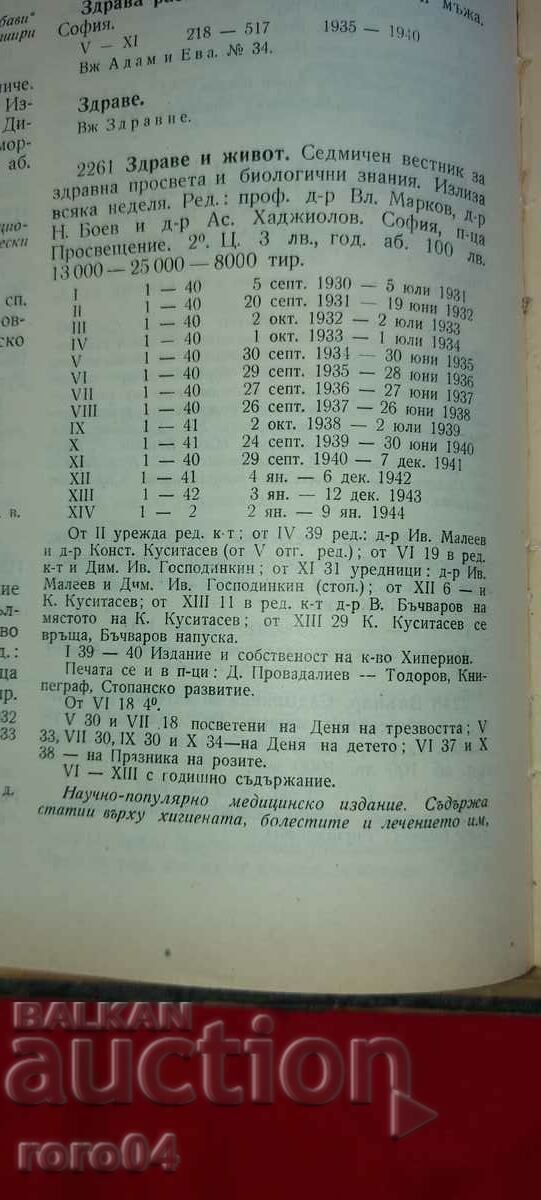 бави"
шири
Здрава
мъжа.
София.
V — XI 218 — 517 1935 — 1940
Вж Адам и Ева. № 34.
Здраве.
Вж Здравие.
2261 Здраве и живот. Седмичен вестник за
здравна просвета и биологични знания. Излиза
всяка неделя. Ред.: проф. д-р Вл. Марков, д-р
Н. Боев и д-р Ас. Хаджиолов. София, п-ца
Просвещение. 2º. Ц. 3 лв., год. аб. 100 лв.
13 000 — 25 000 — 8000 тир.
I 1 — 40 5 септ. 1930 — 5 юли 1931
II 1 — 40 20 септ. 1931 — 19 юни 1932
III 1 — 40 2 окт. 1932 — 2 юли 1933
IV 1 — 40 1 окт. 1933 — 1 юли 1934
V 1 — 40 30 септ. 1934 — 30 юни 1935
VI 1 — 40 29 септ. 1935 — 28 юни 1936
VII 1 — 40 27 септ. 1936 — 27 юни 1937
VIII 1 — 40 26 септ. 1937 — 26 юни 1938
IX 1 — 41 2 окт. 1938 — 2 юли 1939
X 1 — 41 24 септ. 1939 — 30 юни 1940
XI 1 — 40 29 септ. 1940 — 7 дек. 1941
XII 1 — 41 4 ян. — 6 дек. 1942
XIII 1 — 42 3 ян. — 12 дек. 1943
XIV 1 — 2 2 ян. — 9 ян. 1944
От II урежда ред. к-т; от IV 39 ред.: д-р Ив. Малеев
и д-р Конст. Куситасев (от V отг. ред.); от VI 19 в ред.
к-т и Дим. Ив. Господинкин; от XI 31 уредници: д-р Ив.
Малеев и Дим. Ив. Господинкин (стоп.); от XII 6 — и
К. Куситасев; от XIII 11 в ред. к-т д-р В. Бъчваров на
мястото на К. Куситасев; от XIII 29 К. Куситасев се
връща, Бъчваров напуска.
I 39 — 40 Издание и собственост на к-во Хиперион.
Печата се и в п-ци: Д. Провадалиев — Тодоров, Кни-
пеграф, Стопанско развитие.
От VI 18 4º.
V 30 и VII 18 посветени на Деня на трезвостта; V
33, VII 30, IX 30 и X 34 — на Деня на детето; VI 37 и X
38 — на Празника на розите.
VI — XIII с годишно съдържание.
Научно-популярно медицинско издание. Съдържа
статии върху хигиената, болестите и лечението им,
BALKAN
auction
roro04